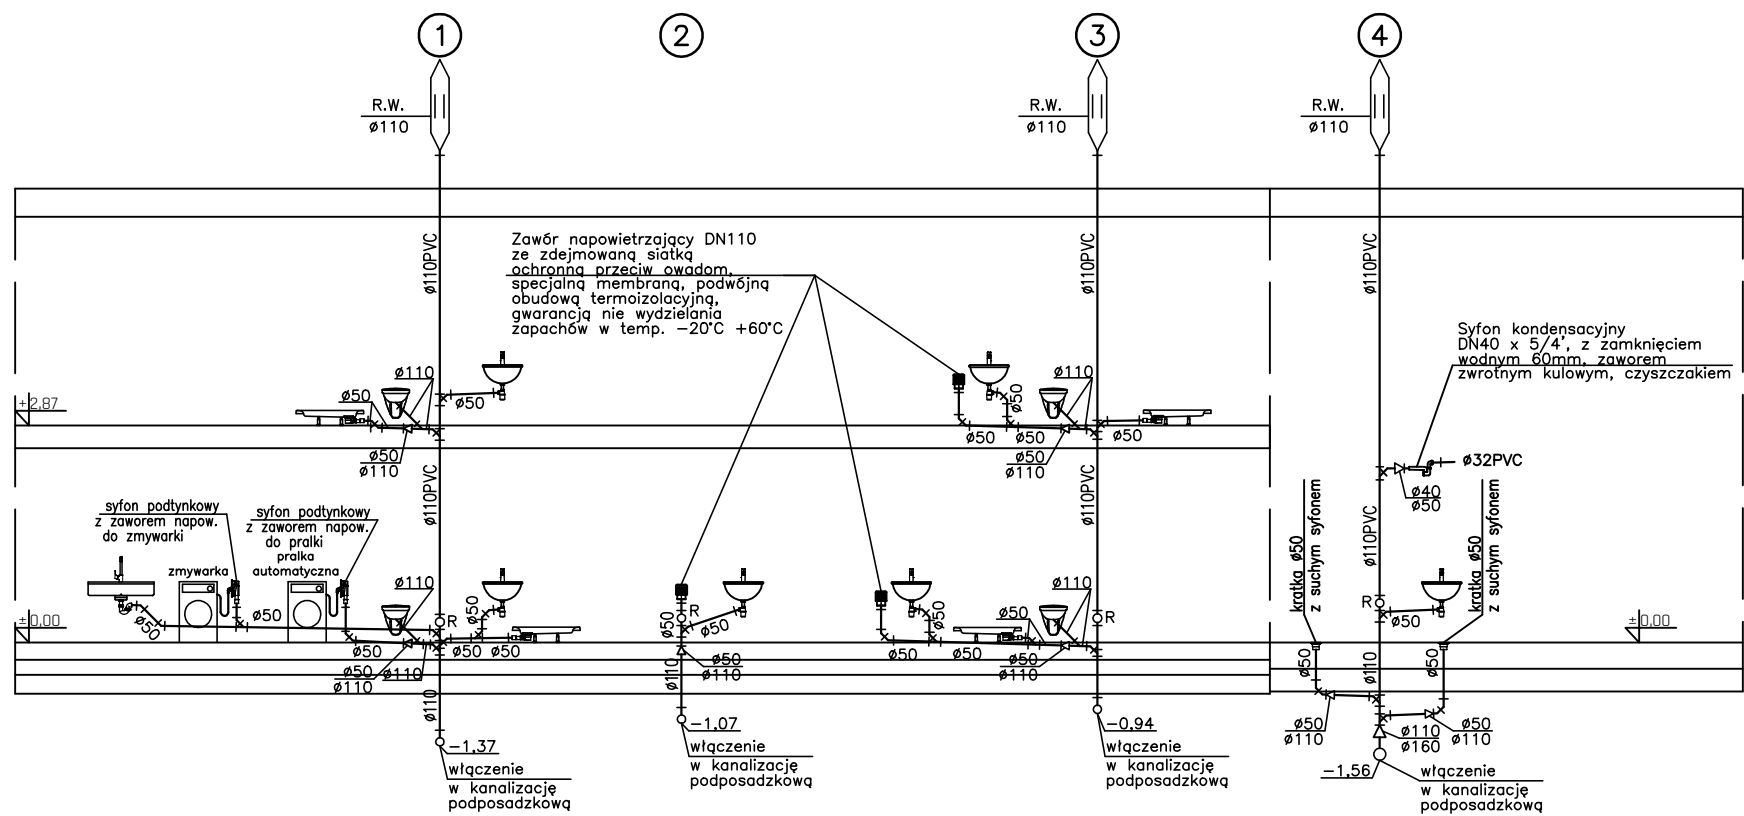 1
2
3
4
R.W.
ø110
R.W.
ø110
R.W.
ø110
ø110PVC
Zawór napowietrzający DN110
ze zdejmowaną siatką
ochronną przeciw owadom,
specjalną membraną, podwójną
obudową termoizolacyjną,
gwarancją nie wydzielania
zapachów w temp. -20°C +60°C
ø110PVC
ø110PVC
Syfon kondensacyjny
DN40 x 5/4', z zamknięciem
wodnym 60mm, zaworem
zwrotnym kulowym, czyszczakiem
+2,87
ø50
ø110
ø50
ø50
ø110
ø50
ø50
ø50
ø110
ø50
ø50
ø110
ø32PVC
ø40
ø50
ø110PVC
ø110PVC
ø110PVC
syfon podtynkowy
z zaworem napow.
do zmywarki
syfon podtynkowy
z zaworem napow.
do pralki
pralka
automatyczna
zmywarka
kratka ø50
z suchym syfonem
kratka ø50
z suchym syfonem
±0,00
ø50
ø50
ø50
ø110
R
ø50
ø50
ø50
ø50
ø110
ø110
ø110
R
ø50
ø50
ø110
ø50
ø110
ø50
ø50
ø50
ø50
ø110
R
ø50
ø110
R
ø50
±0,00
ø50
ø110
ø50
ø50
ø110
ø110
ø160
ø50
ø110
-1,37
włączenie
w kanalizację
podposadzkową
-1,07
włączenie
w kanalizację
podposadzkową
-0,94
włączenie
w kanalizację
podposadzkową
-1,56
włączenie
w kanalizację
podposadzkową